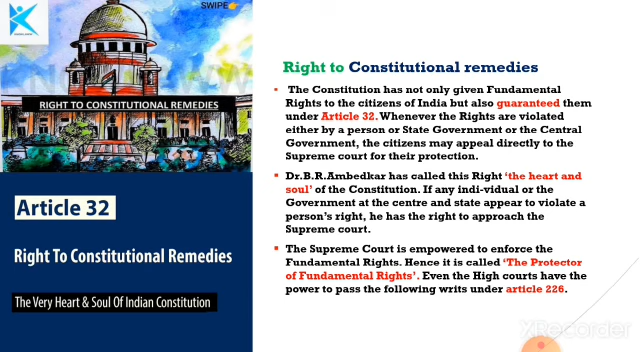 SWIPE
RIGHT TO CONSTITUTIONAL REMEDIES
Article 32
Right To Constitutional Remedies
The Very Heart & Soul Of Indian Constitution
Right to Constitutional remedies
The Constitution has not only given Fundamental
Rights to the citizens of India but also guaranteed them
under Article 32. Whenever the Rights are violated
either by a person or State Government or the Central
Government, the citizens may appeal directly to the
Supreme court for their protection.
Dr.B.R.Ambedkar has called this Right ‘the heart and
soul’ of the Constitution. If any indi-vidual or the
Government at the centre and state appear to violate a
person’s right, he has the right to approach the
Supreme court.
The Supreme Court is empowered to enforce the
Fundamental Rights. Hence it is called ‘The Protector
of Fundamental Rights’. Even the High courts have the
power to pass the following writs under article 226.
XRecorder